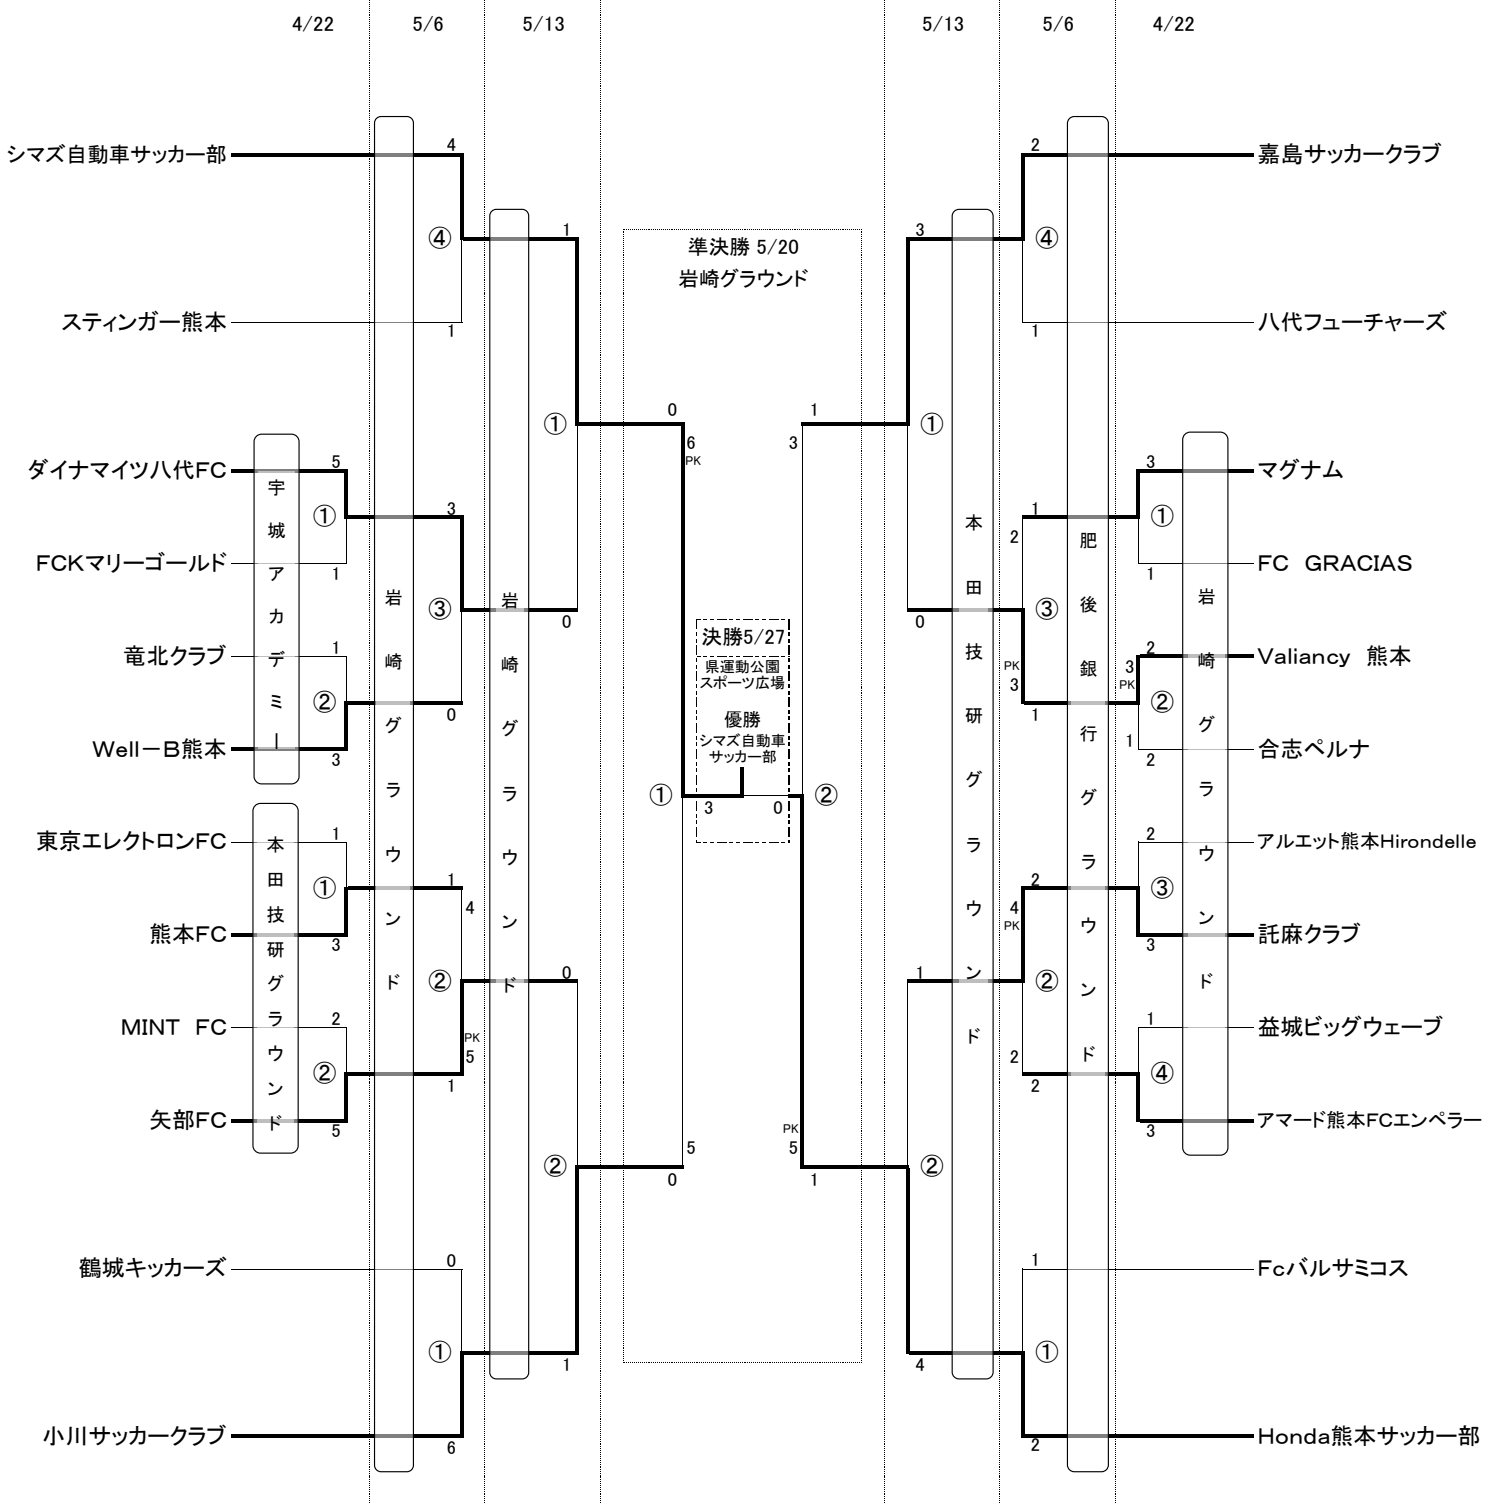 4/22
5/6
5/13
5/13
5/6
4/22
シマズ自動車サッカー部
4
2
嘉島サッカークラブ
④
1
3
④
準決勝 5/20
岩崎グラウンド
スティンガー熊本
1
1
八代フューチャーズ
①
0
1
①
6
PK
3
ダイナマイツ八代FC
5
3
マグナム
①
3
1
①
2
FCKマリーゴールド
1
1
FC GRACIAS
③
0
0
③
竜北クラブ
1
PK
3
2
Valiancy 熊本
3
PK
②
0
1
②
Well－B熊本
3
1
2
合志ペルナ
決勝5/27
県運動公園
スポーツ広場
優勝
シマズ自動車
サッカー部
①
3
0
②
東京エレクトロンFC
1
2
アルエット熊本Hirondelle
①
1
2
③
4
4
PK
熊本FC
3
3
託麻クラブ
②
0
1
②
MINT FC
2
PK
5
2
1
益城ビッグウェーブ
②
1
2
④
矢部FC
5
3
アマード熊本FCエンペラー
②
5
0
PK
5
1
②
鶴城キッカーズ
0
1
Fcバルサミコス
①
1
4
①
小川サッカークラブ
6
2
Honda熊本サッカー部
宇城アカデミー
本田技研グラウンド
岩崎グラウンド
岩崎グラウンド
本田技研グラウンド
肥後銀行グラウンド
岩崎グラウンド